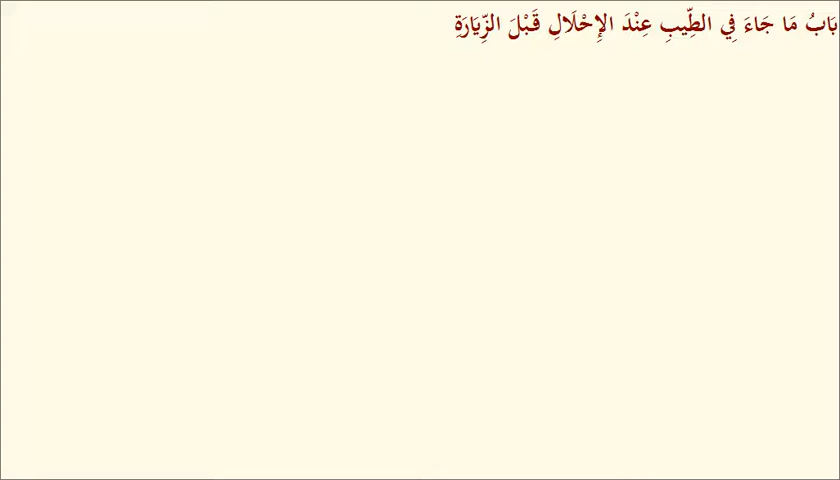 بَابُ مَا جَاءَ فِي الطِّيبِ عِنْدَ الإِحْلَالِ قَبْلَ الزِّيَارَةِ